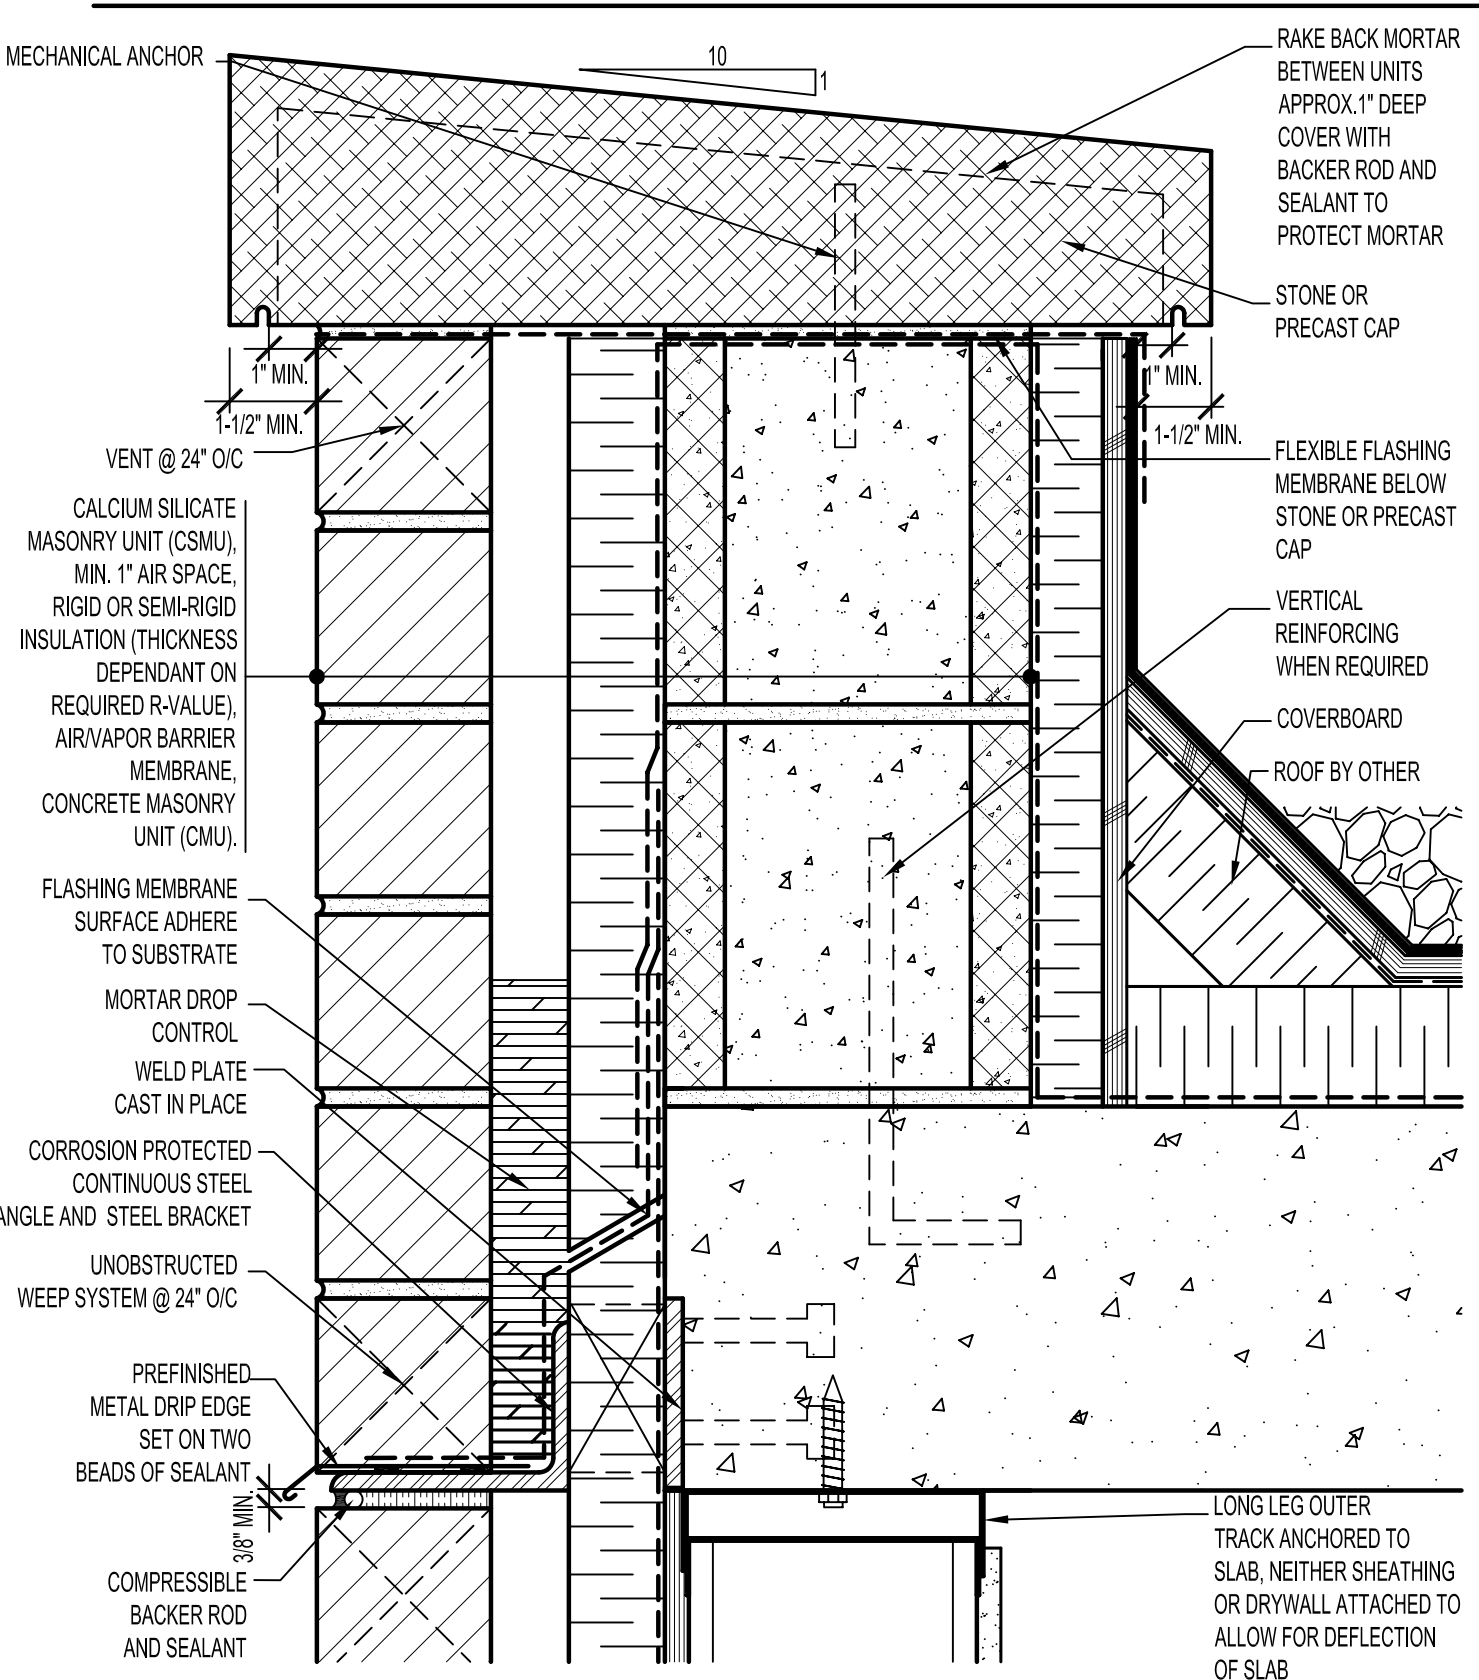 MECHANICAL ANCHOR
10
1
RAKE BACK MORTAR
BETWEEN UNITS
APPROX.1" DEEP
COVER WITH
BACKER ROD AND
SEALANT TO
PROTECT MORTAR
STONE OR
PRECAST CAP
1" MIN.
1-1/2" MIN.
1" MIN.
1-1/2" MIN.
VENT @ 24" O/C
CALCIUM SILICATE
MASONRY UNIT (CSMU),
MIN. 1" AIR SPACE,
RIGID OR SEMI-RIGID
INSULATION (THICKNESS
DEPENDANT ON
REQUIRED R-VALUE),
AIR/VAPOR BARRIER
MEMBRANE,
CONCRETE MASONRY
UNIT (CMU).
FLEXIBLE FLASHING
MEMBRANE BELOW
STONE OR PRECAST
CAP
VERTICAL
REINFORCING
WHEN REQUIRED
COVERBOARD
ROOF BY OTHER
FLASHING MEMBRANE
SURFACE ADHERE
TO SUBSTRATE
MORTAR DROP
CONTROL
WELD PLATE
CAST IN PLACE
CORROSION PROTECTED
CONTINUOUS STEEL
ANGLE AND STEEL BRACKET
UNOBSTRUCTED
WEEP SYSTEM @ 24" O/C
PREFINISHED
METAL DRIP EDGE
SET ON TWO
BEADS OF SEALANT
3/8" MIN.
COMPRESSIBLE
BACKER ROD
AND SEALANT
LONG LEG OUTER
TRACK ANCHORED TO
SLAB, NEITHER SHEATHING
OR DRYWALL ATTACHED TO
ALLOW FOR DEFLECTION
OF SLAB